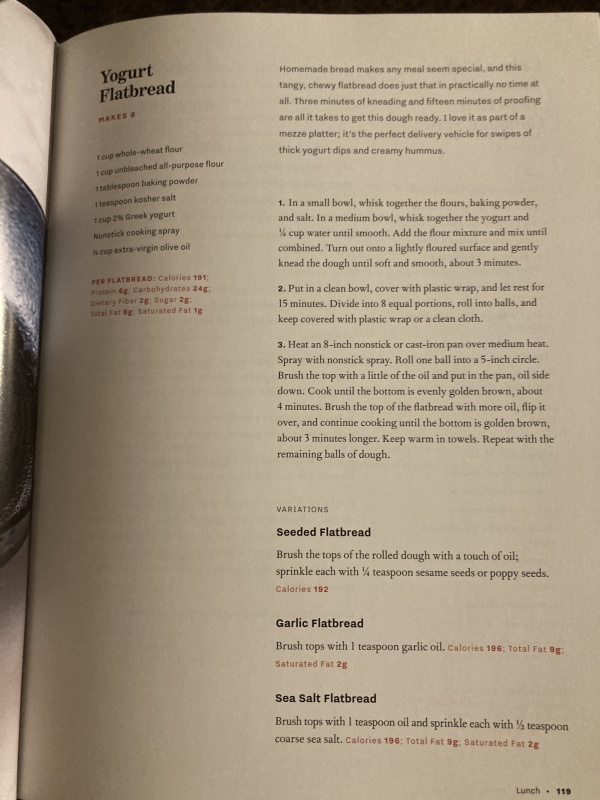 Yogurt
Flatbread
MAKES 8
1 cup whole-wheat flour
1 cup unbleached all-purpose flour
1 tablespoon baking powder
1 teaspoon kosher salt
1 cup 2% Greek yogurt
Nonstick cooking spray
¼ cup extra-virgin olive oil
PER FLATBREAD: Calories 191;
Protein 6g; Carbohydrates 24g;
Dietary Fiber 2g; Sugar 2g;
Total Fat 8g; Saturated Fat 1g
Homemade bread makes any meal seem special, and this
tangy, chewy flatbread does just that in practically no time at
all. Three minutes of kneading and fifteen minutes of proofing
are all it takes to get this dough ready. I love it as part of a
mezze platter; it's the perfect delivery vehicle for swipes of
thick yogurt dips and creamy hummus.
1. In a small bowl, whisk together the flours, baking powder,
and salt. In a medium bowl, whisk together the yogurt and
¼ cup water until smooth. Add the flour mixture and mix until
combined. Turn out onto a lightly floured surface and gently
knead the dough until soft and smooth, about 3 minutes.
2. Put in a clean bowl, cover with plastic wrap, and let rest for
15 minutes. Divide into 8 equal portions, roll into balls, and
keep covered with plastic wrap or a clean cloth.
3. Heat an 8-inch nonstick or cast-iron pan over medium heat.
Spray with nonstick spray. Roll one ball into a 5-inch circle.
Brush the top with a little of the oil and put in the pan, oil side
down. Cook until the bottom is evenly golden brown, about
4 minutes. Brush the top of the flatbread with more oil, flip it
over, and continue cooking until the bottom is golden brown,
about 3 minutes longer. Keep warm in towels. Repeat with the
remaining balls of dough.
VARIATIONS
Seeded Flatbread
Brush the tops of the rolled dough with a touch of oil;
sprinkle each with ¼ teaspoon sesame seeds or poppy seeds.
Calories 192
Garlic Flatbread
Brush tops with 1 teaspoon garlic oil. Calories 196; Total Fat 9g;
Saturated Fat 2g
Sea Salt Flatbread
Brush tops with 1 teaspoon oil and sprinkle each with ½ teaspoon
coarse sea salt. Calories 196; Total Fat 9g; Saturated Fat 2g
Lunch • 119